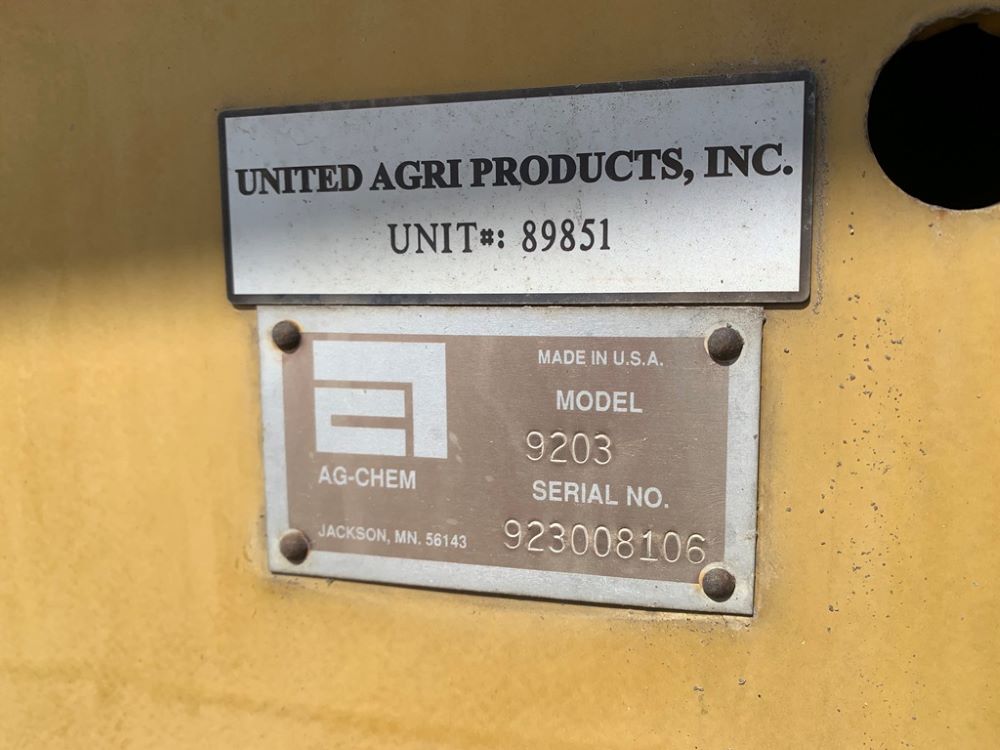 UNITED AGRI PRODUCTS, INC.
UNIT#: 89851
MADE IN U.S.A.
MODEL
9203
AG-CHEM
SERIAL NO.
JACKSON, MN. 56143
923008106